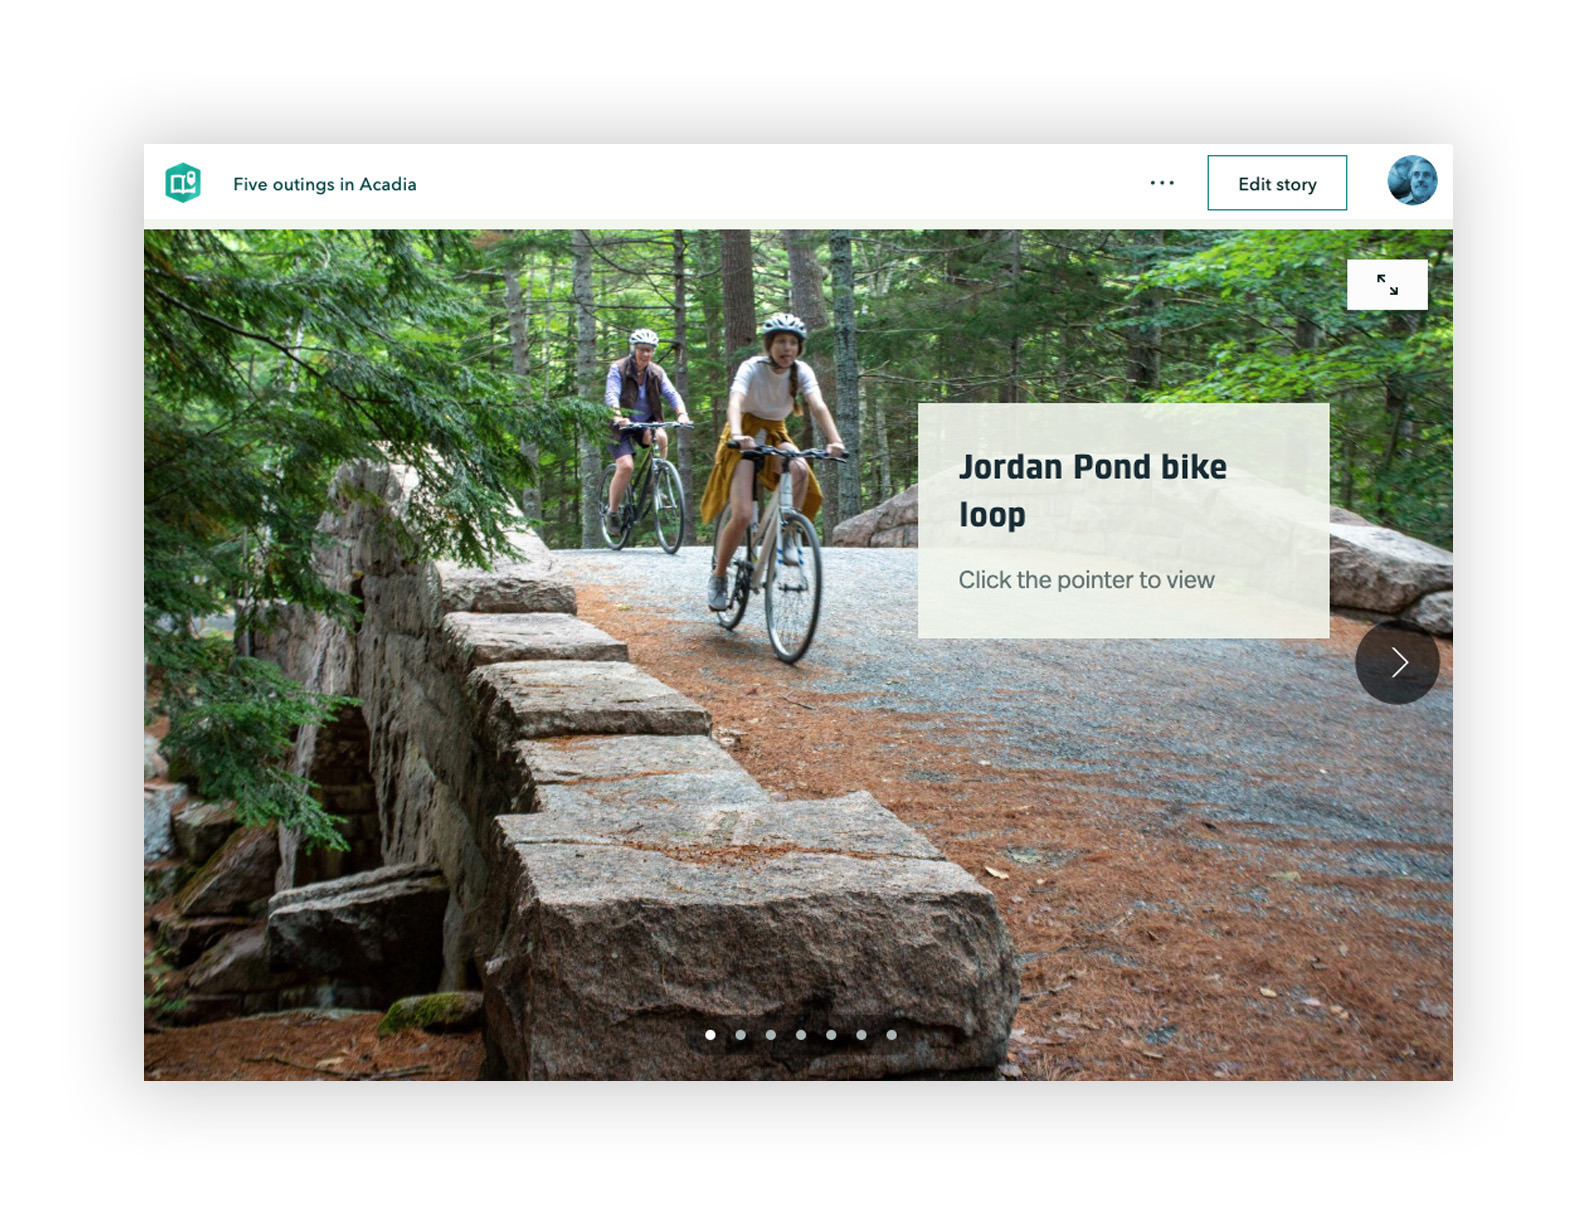 Five outings in Acadia
Edit story
Jordan Pond bike
loop
Click the pointer to view